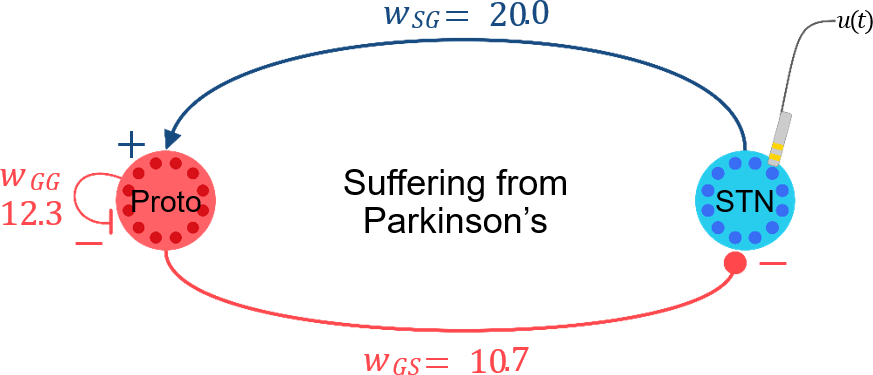 w_SG = 20.0
u(t)
+
w_GG
12.3
−
Proto
Suffering from
Parkinson's
STN
−
w_GS = 10.7